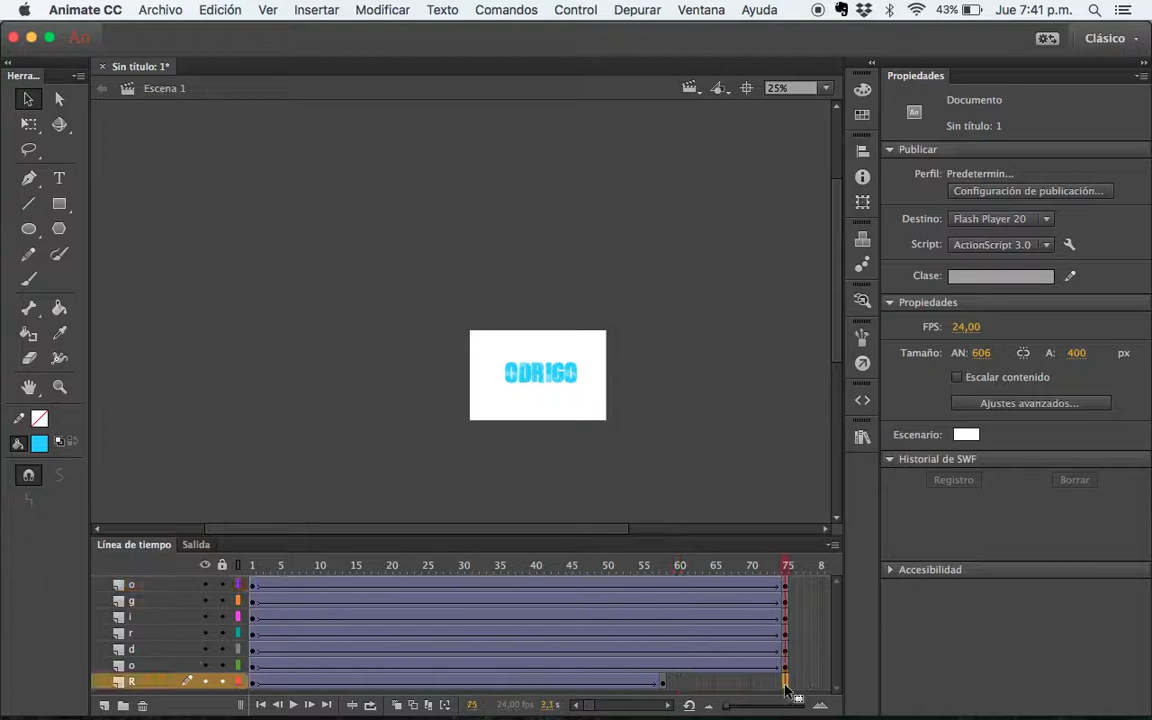 Animate CC Archivo Edición Ver Insertar Modificar Texto Comandos Control Depurar Ventana Ayuda 43% Jue 7:41 p.m.
An Clásico
Herra... Sin título: 1* Propiedades
Escena 1 25%
Documento
An Sin título: 1
Publicar
Perfil: Predetermin...
Configuración de publicación...
Destino: Flash Player 20
Script: ActionScript 3.0
Clase:
Propiedades
FPS: 24,00
Tamaño: AN: 606 A: 400 px
Escalar contenido
Ajustes avanzados...
Escenario:
Historial de SWF
Registro Borrar
Accesibilidad
ODRIGO
Línea de tiempo Salida
1 5 10 15 20 25 30 35 40 45 50 55 60 65 70 75 8
o
g
i
r
d
o
R
75 24,00 fps 3,1 s